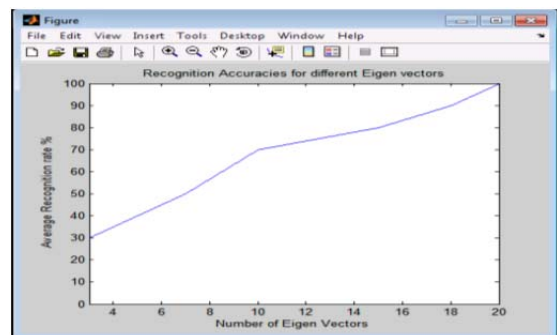 Figure
File Edit View Insert Tools Desktop Window Help
Recognition Accuracies for different Eigen vectors
100
90
80
70
60
50
40
30
20
10
0
Average Recognition rate %
4 6 8 10 12 14 16 18 20
Number of Eigen Vectors